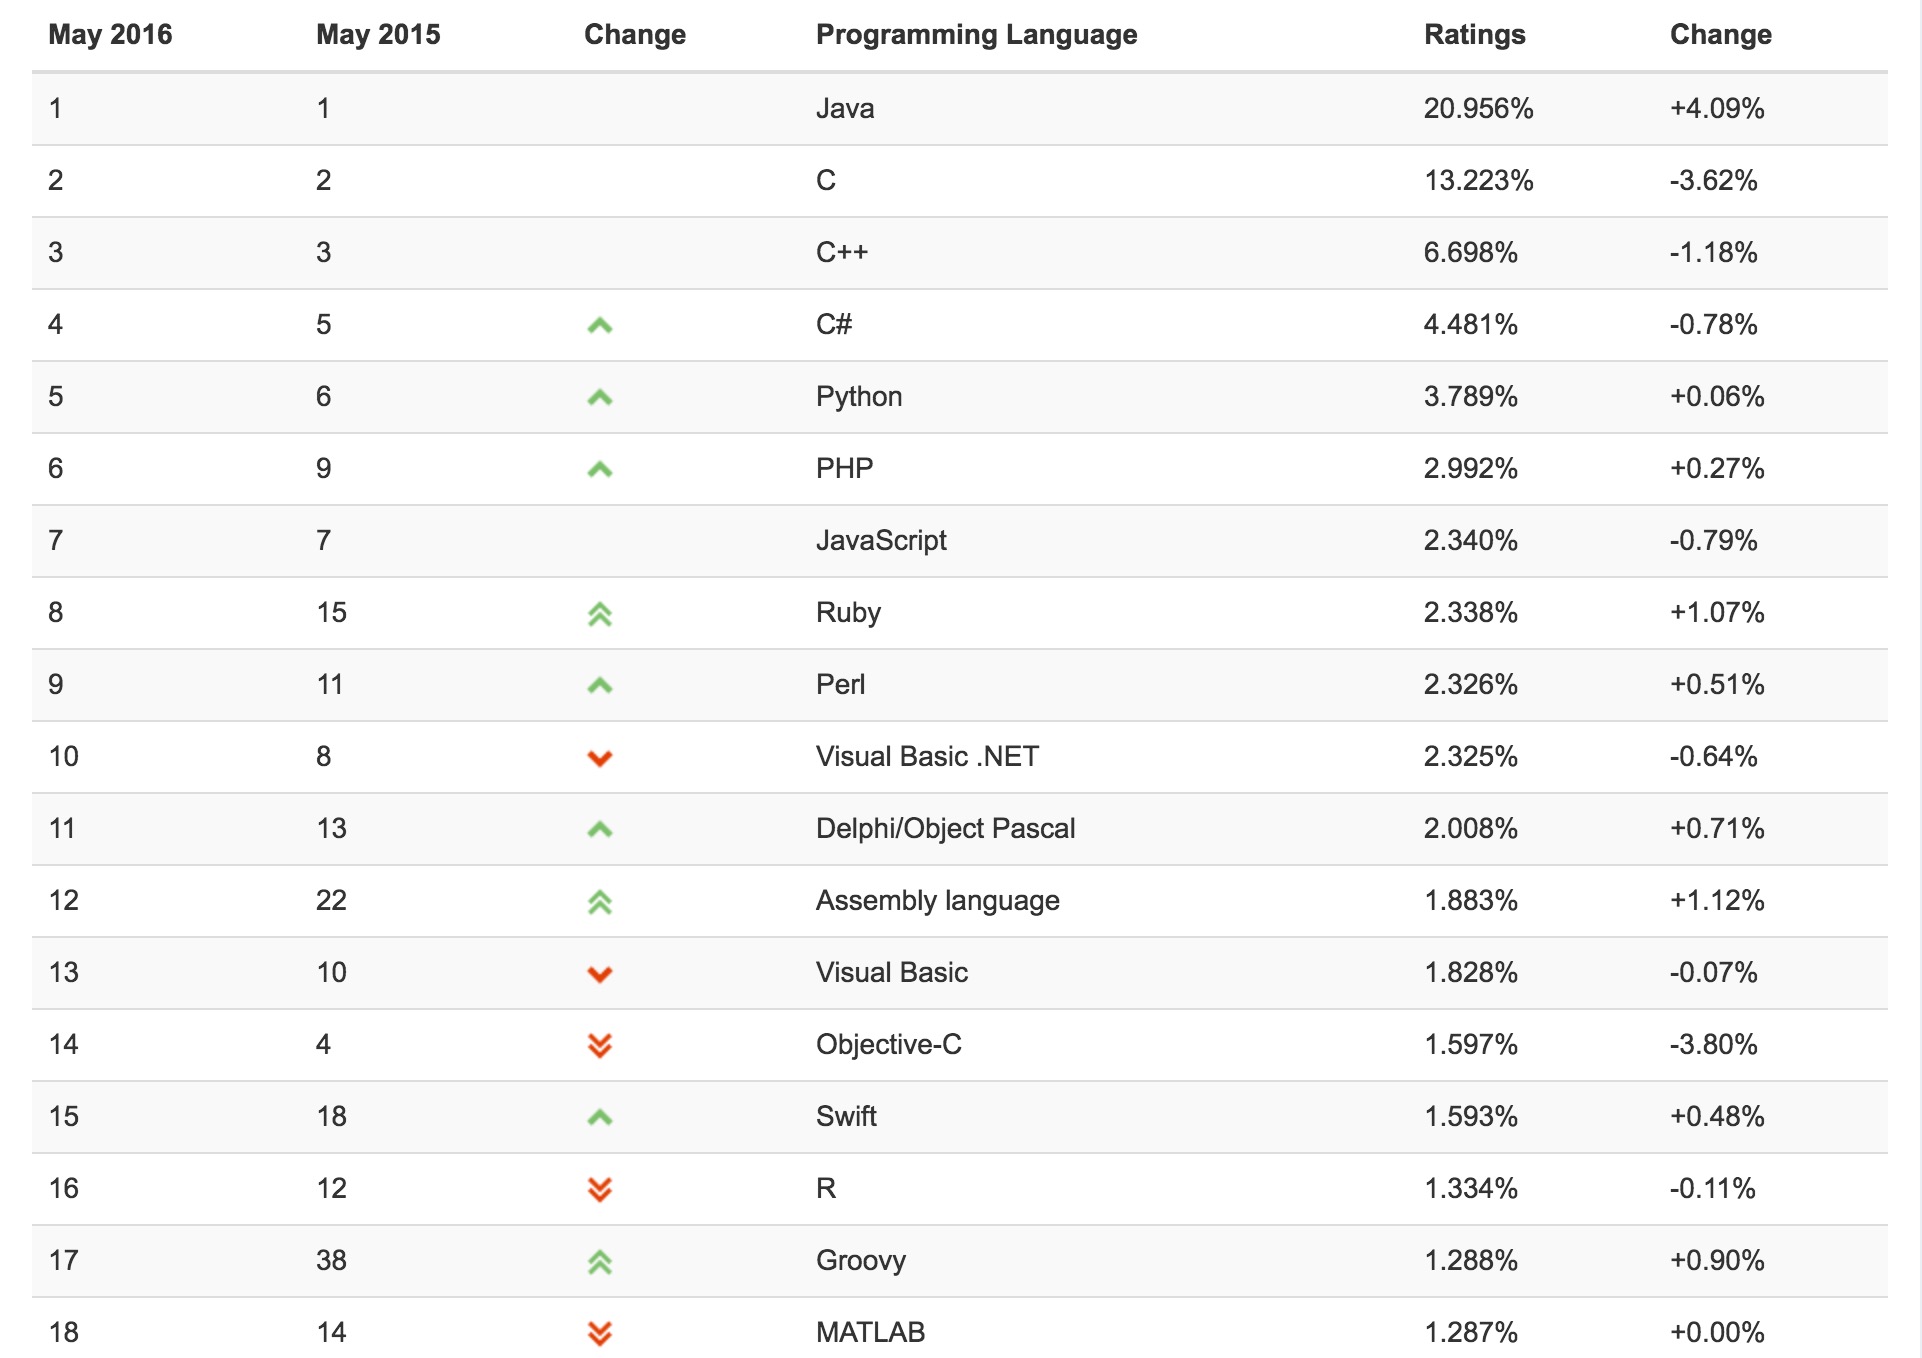 May 2016 May 2015 Change Programming Language Ratings Change
1 1 Java 20.956% +4.09%
2 2 C 13.223% -3.62%
3 3 C++ 6.698% -1.18%
4 5 C# 4.481% -0.78%
5 6 Python 3.789% +0.06%
6 9 PHP 2.992% +0.27%
7 7 JavaScript 2.340% -0.79%
8 15 Ruby 2.338% +1.07%
9 11 Perl 2.326% +0.51%
10 8 Visual Basic .NET 2.325% -0.64%
11 13 Delphi/Object Pascal 2.008% +0.71%
12 22 Assembly language 1.883% +1.12%
13 10 Visual Basic 1.828% -0.07%
14 4 Objective-C 1.597% -3.80%
15 18 Swift 1.593% +0.48%
16 12 R 1.334% -0.11%
17 38 Groovy 1.288% +0.90%
18 14 MATLAB 1.287% +0.00%